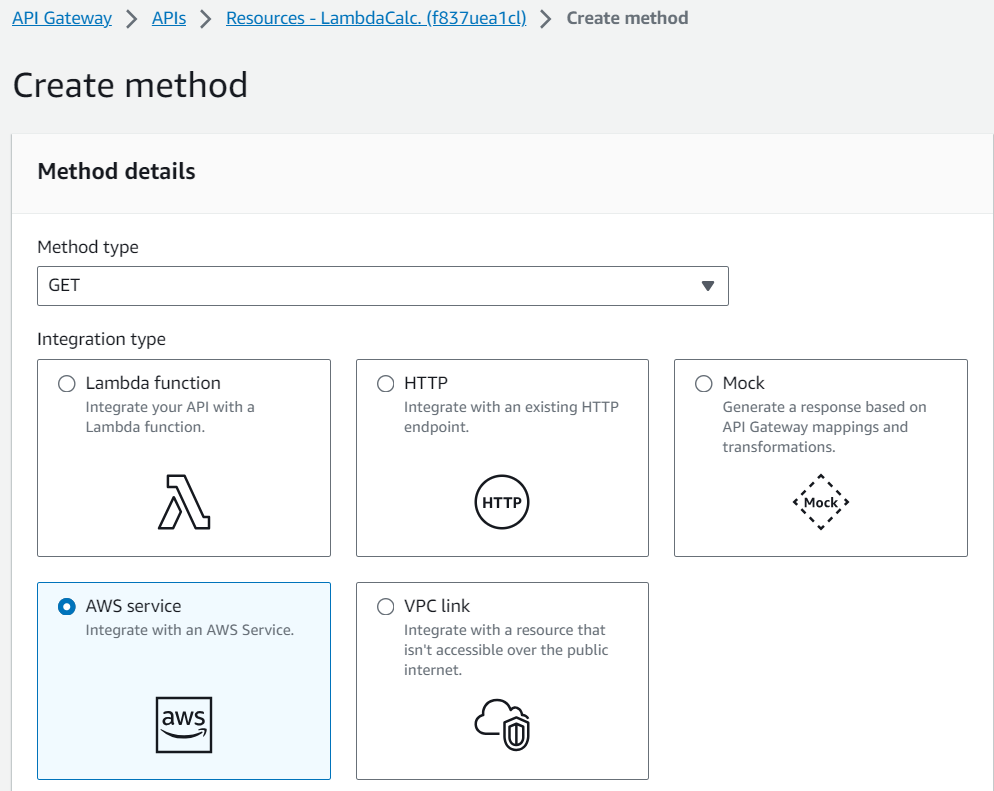 API Gateway > APIs > Resources - LambdaCalc. (f837uea1cl) > Create method
Create method
Method details
Method type
GET
Integration type
Lambda function
Integrate your API with a
Lambda function.
HTTP
Integrate with an existing HTTP
endpoint.
HTTP
Mock
Generate a response based on
API Gateway mappings and
transformations.
Mock
AWS service
Integrate with an AWS Service.
aws
VPC link
Integrate with a resource that
isn't accessible over the public
internet.